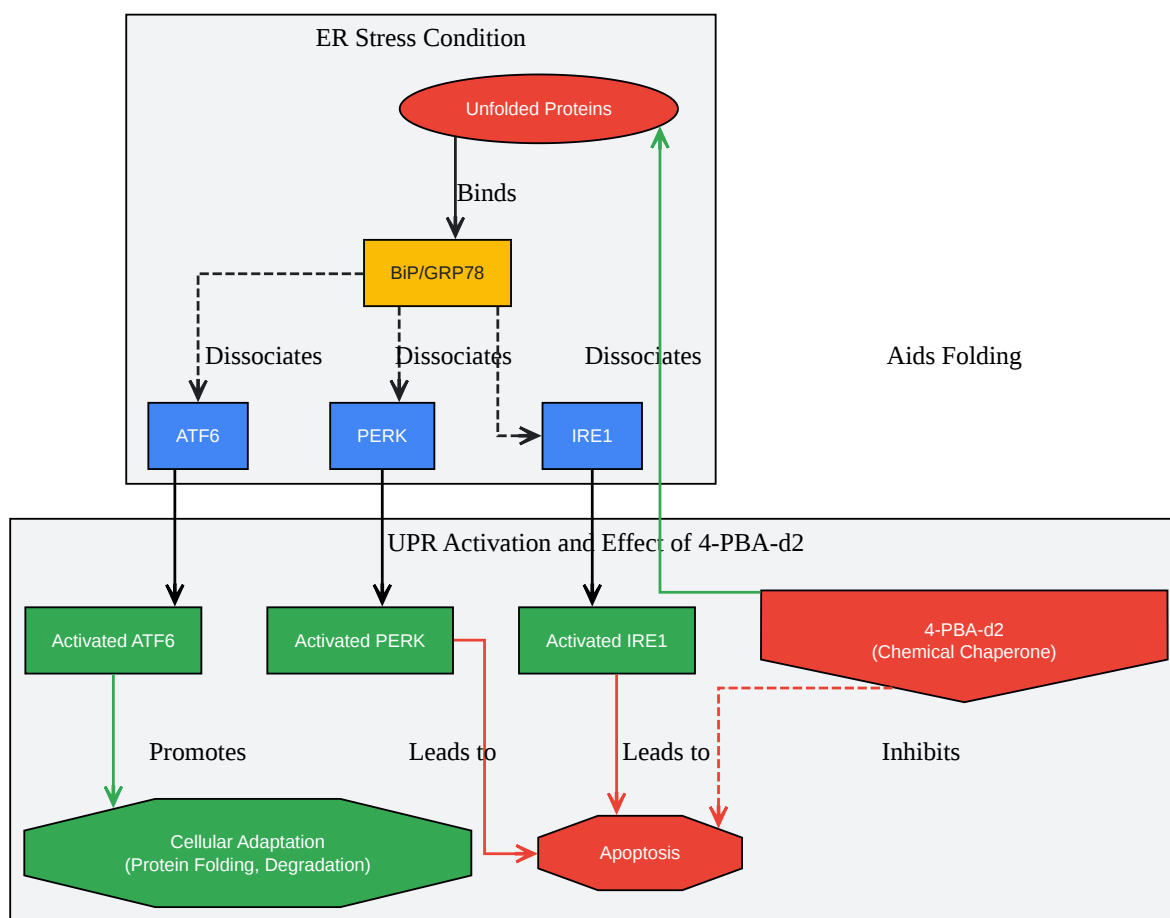 ER Stress Condition
Unfolded Proteins
Binds
BiP/GRP78
Dissociates
Dissociates
Dissociates
Aids Folding
ATF6
PERK
IRE1
UPR Activation and Effect of 4-PBA-d2
Activated ATF6
Activated PERK
Activated IRE1
4-PBA-d2
(Chemical Chaperone)
Promotes
Leads to
Leads to
Inhibits
Cellular Adaptation
(Protein Folding, Degradation)
Apoptosis